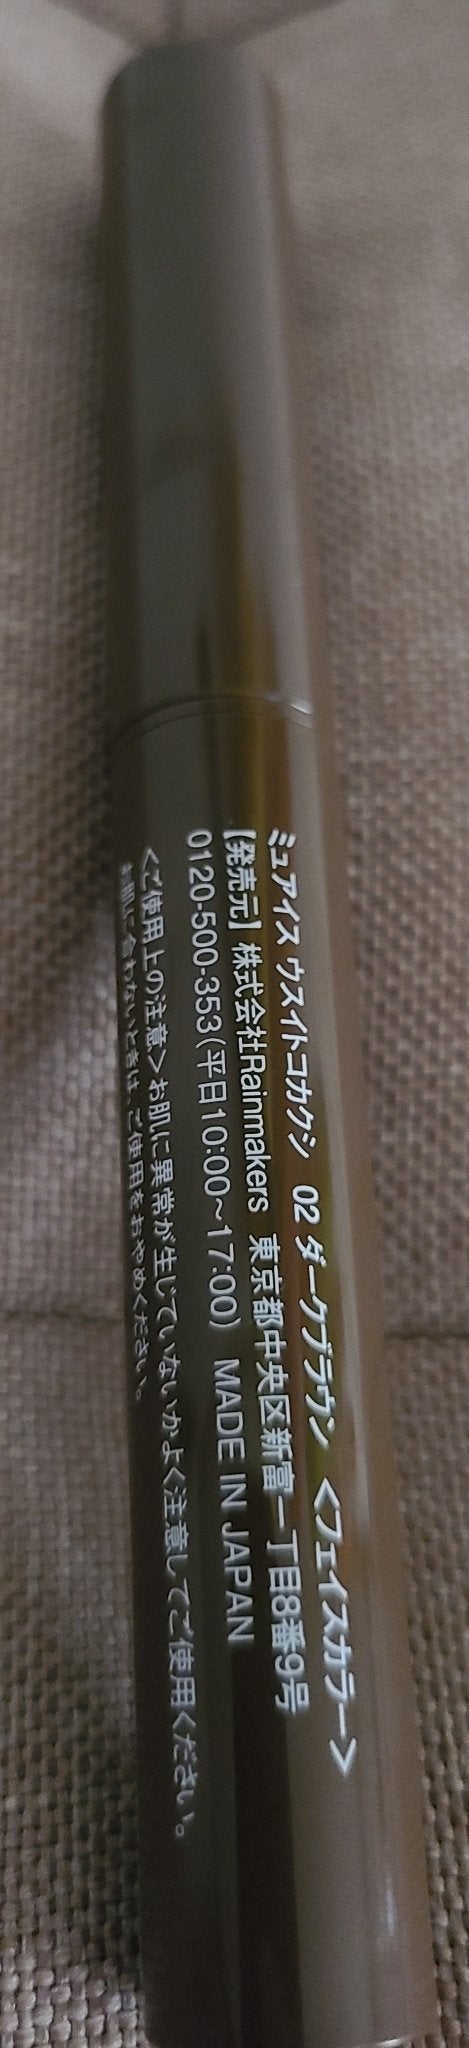 ミュアイス ウスイトコカクシ 02 ダークブラウン <フェイスカラー>
【発売元】株式会社Rainmakers 東京都中央区新富一丁目8番9号
0120-500-353(平日10:00~17:00) MADE IN JAPAN
<ご使用上の注意>お肌に異常が生じていないかよく注意してご使用ください。
お肌に合わないときは、ご使用をおやめください。